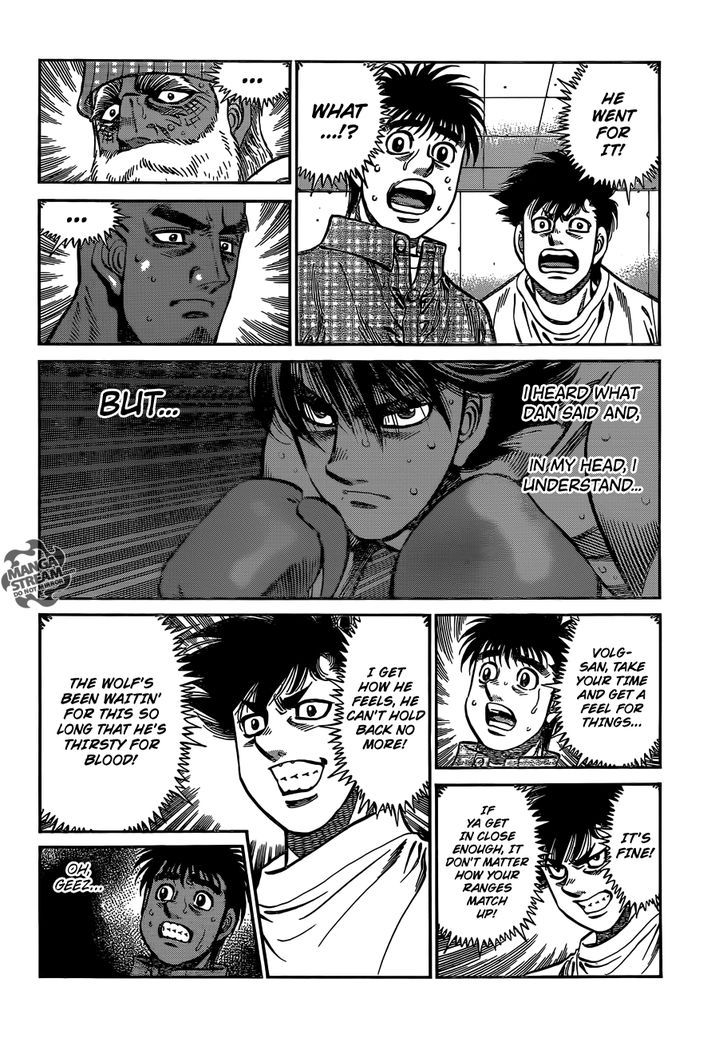 HE
WENT
FOR
IT!
WHAT
...!?
...
...
I HEARD WHAT
DAN SAID AND,
IN MY HEAD, I
UNDERSTAND...
BUT...
VOLG-
SAN, TAKE
YOUR TIME
AND GET A
FEEL FOR
THINGS...
IT'S
FINE!
IF
YA GET
IN CLOSE
ENOUGH, IT
DON'T MATTER
HOW YOUR
RANGES
MATCH
UP!
I GET
HOW HE
FEELS, HE
CAN'T HOLD
BACK NO
MORE!
THE WOLF'S
BEEN WAITIN'
FOR THIS SO
LONG THAT HE'S
THIRSTY FOR
BLOOD!
OH,
GEEZ...
A
MANGA
STREAM
DO NOT MIRROR